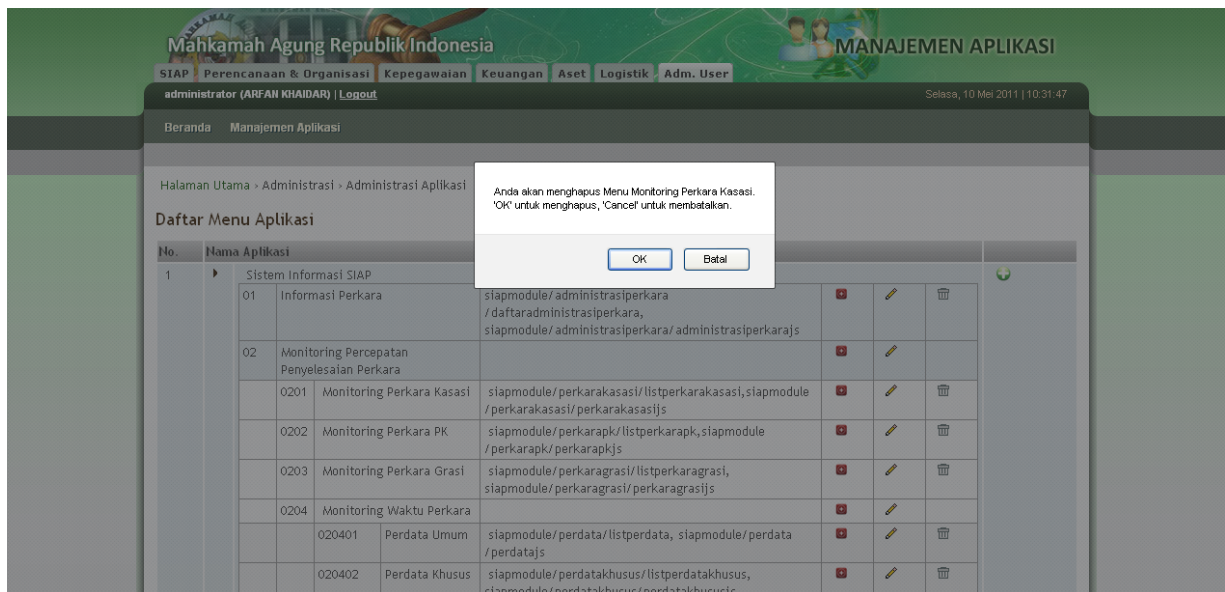 Mahkamah Agung Republik Indonesia
MANAJEMEN APLIKASI
SIAP Perencanaan & Organisasi Kepegawaian Keuangan Aset Logistik Adm. User
administrator (ARFAN KHAIDAR) | Logout
Selasa, 10 Mei 2011 | 10:31:47
Beranda Manajemen Aplikasi
Halaman Utama > Administrasi > Administrasi Aplikasi
Anda akan menghapus Menu Monitoring Perkara Kasasi.
'OK' untuk menghapus, 'Cancel' untuk membatalkan.
OK Batal
Daftar Menu Aplikasi
No. Nama Aplikasi
1 Sistem Informasi SIAP
01 Informasi Perkara siapmodule/administrasiperkara
/daftaradministrasiperkara,
siapmodule/administrasiperkara/administrasiperkarajs
02 Monitoring Percepatan
Penyelesaian Perkara
0201 Monitoring Perkara Kasasi siapmodule/perkarakasasi/listperkarakasasi,siapmodule
/perkarakasasi/perkarakasasijs
0202 Monitoring Perkara PK siapmodule/perkarapk/listperkarapk,siapmodule
/perkarapk/perkarapkjs
0203 Monitoring Perkara Grasi siapmodule/perkaragrasi/listperkaragrasi,
siapmodule/perkaragrasi/perkaragrasijs
0204 Monitoring Waktu Perkara
020401 Perdata Umum siapmodule/perdata/listperdata, siapmodule/perdata
/perdatajs
020402 Perdata Khusus siapmodule/perdatakhusus/listperdatakhusus,
siapmodule/perdatakhusus/perdatakhususjs